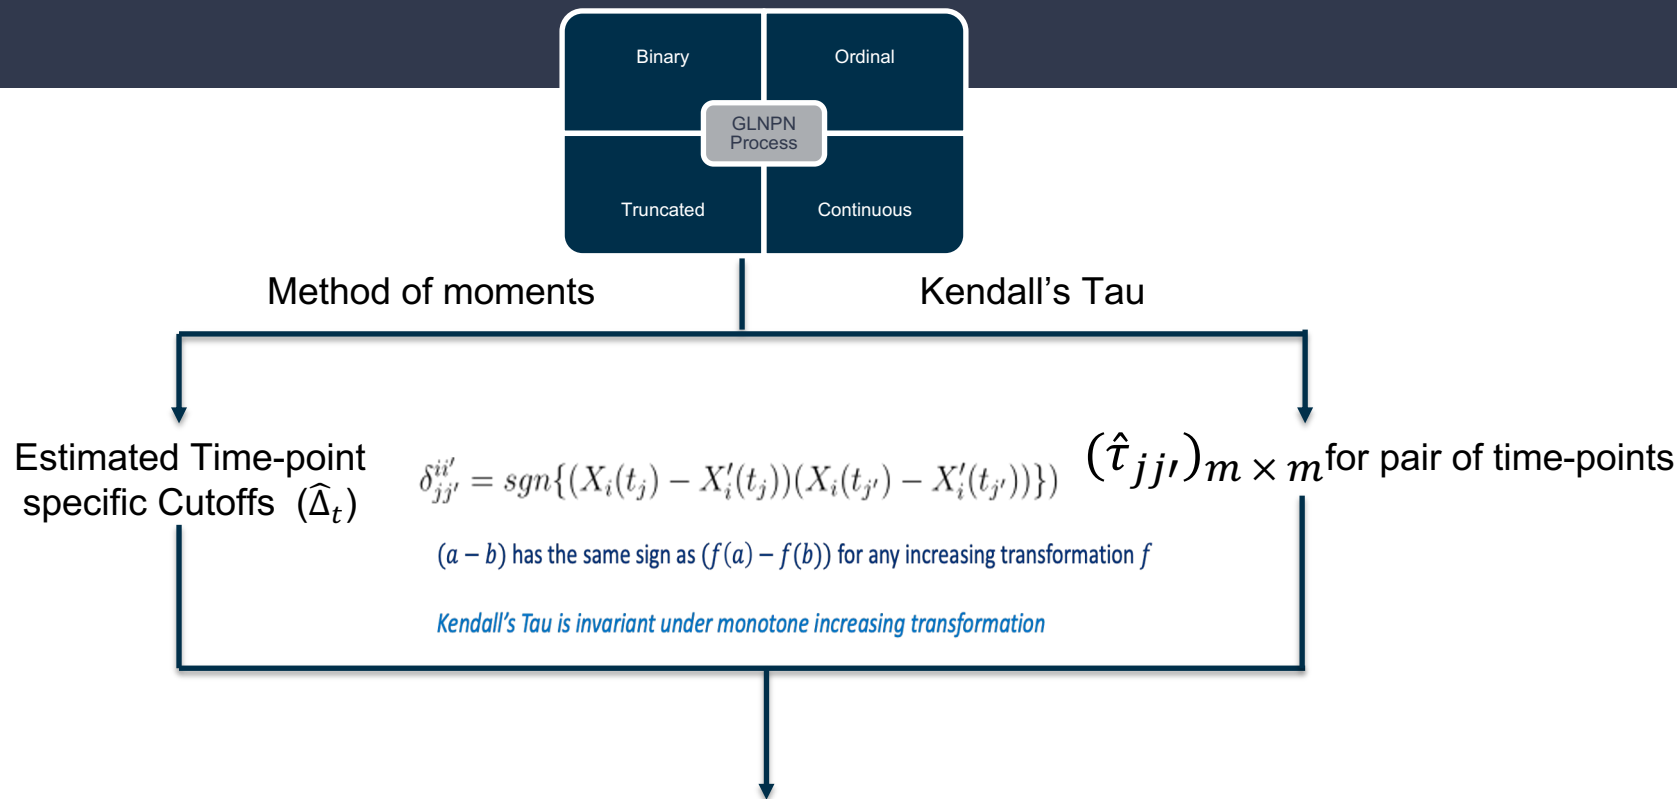 Binary
Ordinal
GLNPN
Process
Truncated
Continuous
Method of moments
Kendall’s Tau
Estimated Time-point
specific Cutoffs (Δ̂_t)
δ^{ii′}_{jj′} = sgn{(X_i(t_j) − X′_i(t_j))(X_i(t_{j′}) − X′_i(t_{j′}))})
(τ̂_{jj′})_{m × m} for pair of time-points
(a − b) has the same sign as (f(a) − f(b)) for any increasing transformation f
Kendall’s Tau is invariant under monotone increasing transformation